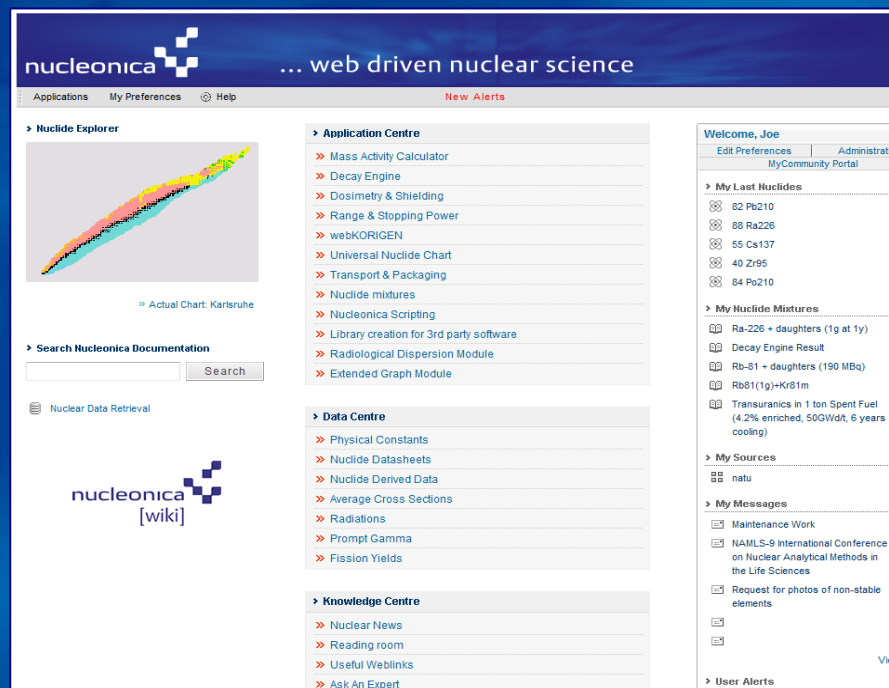 nucleonica
... web driven nuclear science
Applications My Preferences Help New Alerts
Nuclide Explorer
» Actual Chart: Karlsruhe
Search Nucleonica Documentation
Search
Nuclear Data Retrieval
nucleonica
[wiki]
Application Centre
» Mass Activity Calculator
» Decay Engine
» Dosimetry & Shielding
» Range & Stopping Power
» webKORIGEN
» Universal Nuclide Chart
» Transport & Packaging
» Nuclide mixtures
» Nucleonica Scripting
» Library creation for 3rd party software
» Radiological Dispersion Module
» Extended Graph Module
Data Centre
» Physical Constants
» Nuclide Datasheets
» Nuclide Derived Data
» Average Cross Sections
» Radiations
» Prompt Gamma
» Fission Yields
Knowledge Centre
» Nuclear News
» Reading room
» Useful Weblinks
» Ask An Expert
Welcome, Joe
Edit Preferences | Administrat
MyCommunity Portal
My Last Nuclides
82 Pb210
88 Ra226
55 Cs137
40 Zr95
84 Po210
My Nuclide Mixtures
Ra-226 + daughters (1g at 1y)
Decay Engine Result
Rb-81 + daughters (190 MBq)
Rb81(1g)+Kr81m
Transuranics in 1 ton Spent Fuel
(4.2% enriched, 50GWd/t, 6 years
cooling)
My Sources
natu
My Messages
Maintenance Work
NAMLS-9 International Conference
on Nuclear Analytical Methods in
the Life Sciences
Request for photos of non-stable
elements
Vi
User Alerts